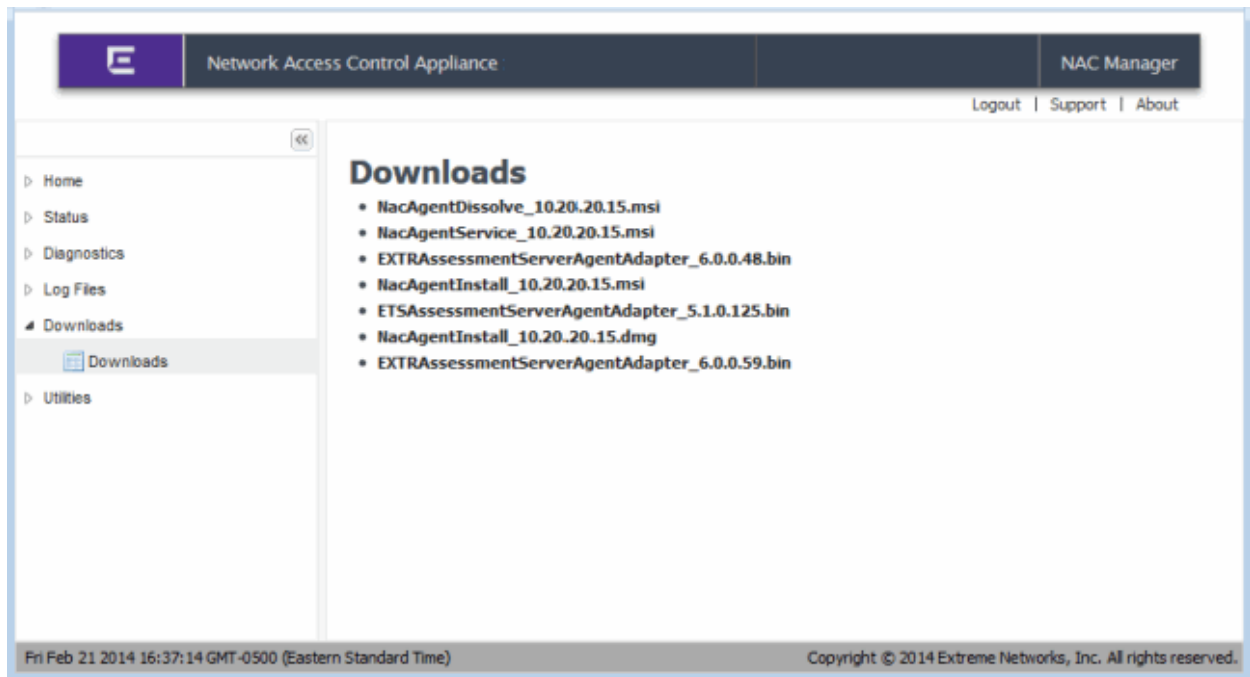 Network Access Control Appliance
NAC Manager
Logout | Support | About
Home
Status
Diagnostics
Log Files
Downloads
Downloads
Utilities
Downloads
• NacAgentDissolve_10.20.20.15.msi
• NacAgentService_10.20.20.15.msi
• EXTRAssessmentServerAgentAdapter_6.0.0.48.bin
• NacAgentInstall_10.20.20.15.msi
• ETSAssessmentServerAgentAdapter_5.1.0.125.bin
• NacAgentInstall_10.20.20.15.dmg
• EXTRAssessmentServerAgentAdapter_6.0.0.59.bin
Fri Feb 21 2014 16:37:14 GMT-0500 (Eastern Standard Time)
Copyright © 2014 Extreme Networks, Inc. All rights reserved.